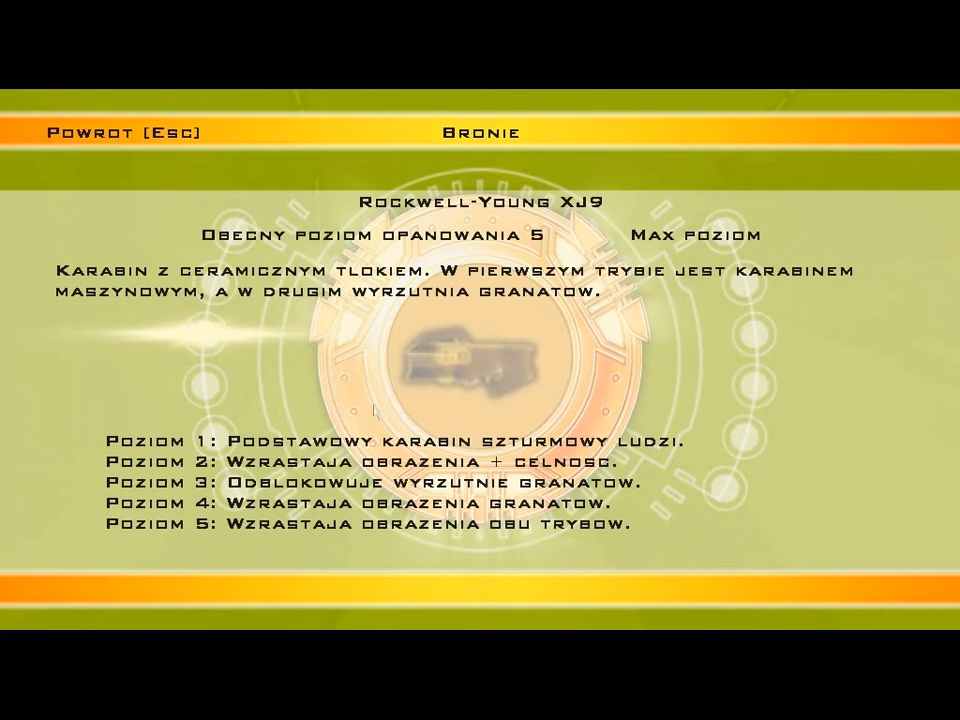 Powrot [Esc] Bronie
Rockwell-Young XJ9
Obecny poziom opanowania 5 Max poziom
Karabin z ceramicznym tlokiem. W pierwszym trybie jest karabinem
maszynowym, a w drugim wyrzutnia granatow.
Poziom 1: Podstawowy karabin szturmowy ludzi.
Poziom 2: Wzrastaja obrazenia + celnosc.
Poziom 3: Odblokowuje wyrzutnie granatow.
Poziom 4: Wzrastaja obrazenia granatow.
Poziom 5: Wzrastaja obrazenia obu trybow.